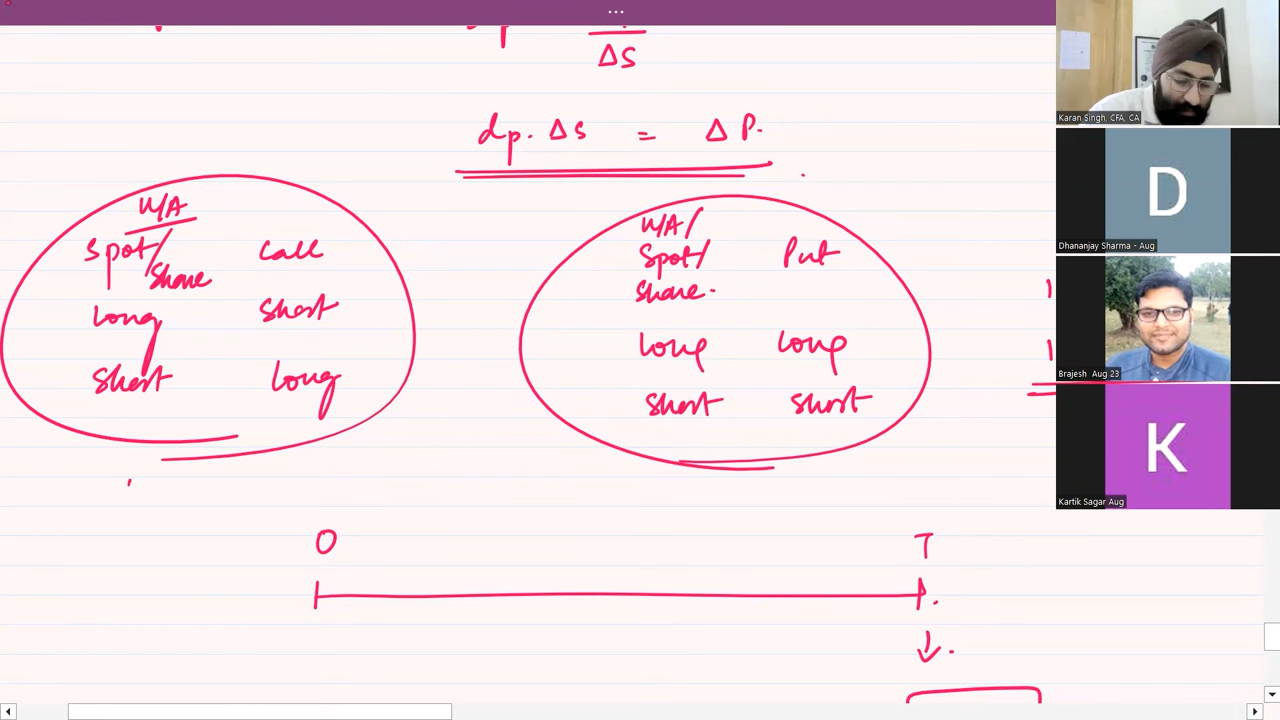 ...
ΔS
dp. ΔS = ΔP.
U/A
Spot/ Call
Share
Long Short
Short Long
U/A/
Spot/ Put
Share.
Long Long
Short Short
0 T
Karan Singh, CFA, CA
D
Dhananjay Sharma - Aug
Brajesh Aug 23
K
Kartik Sagar Aug